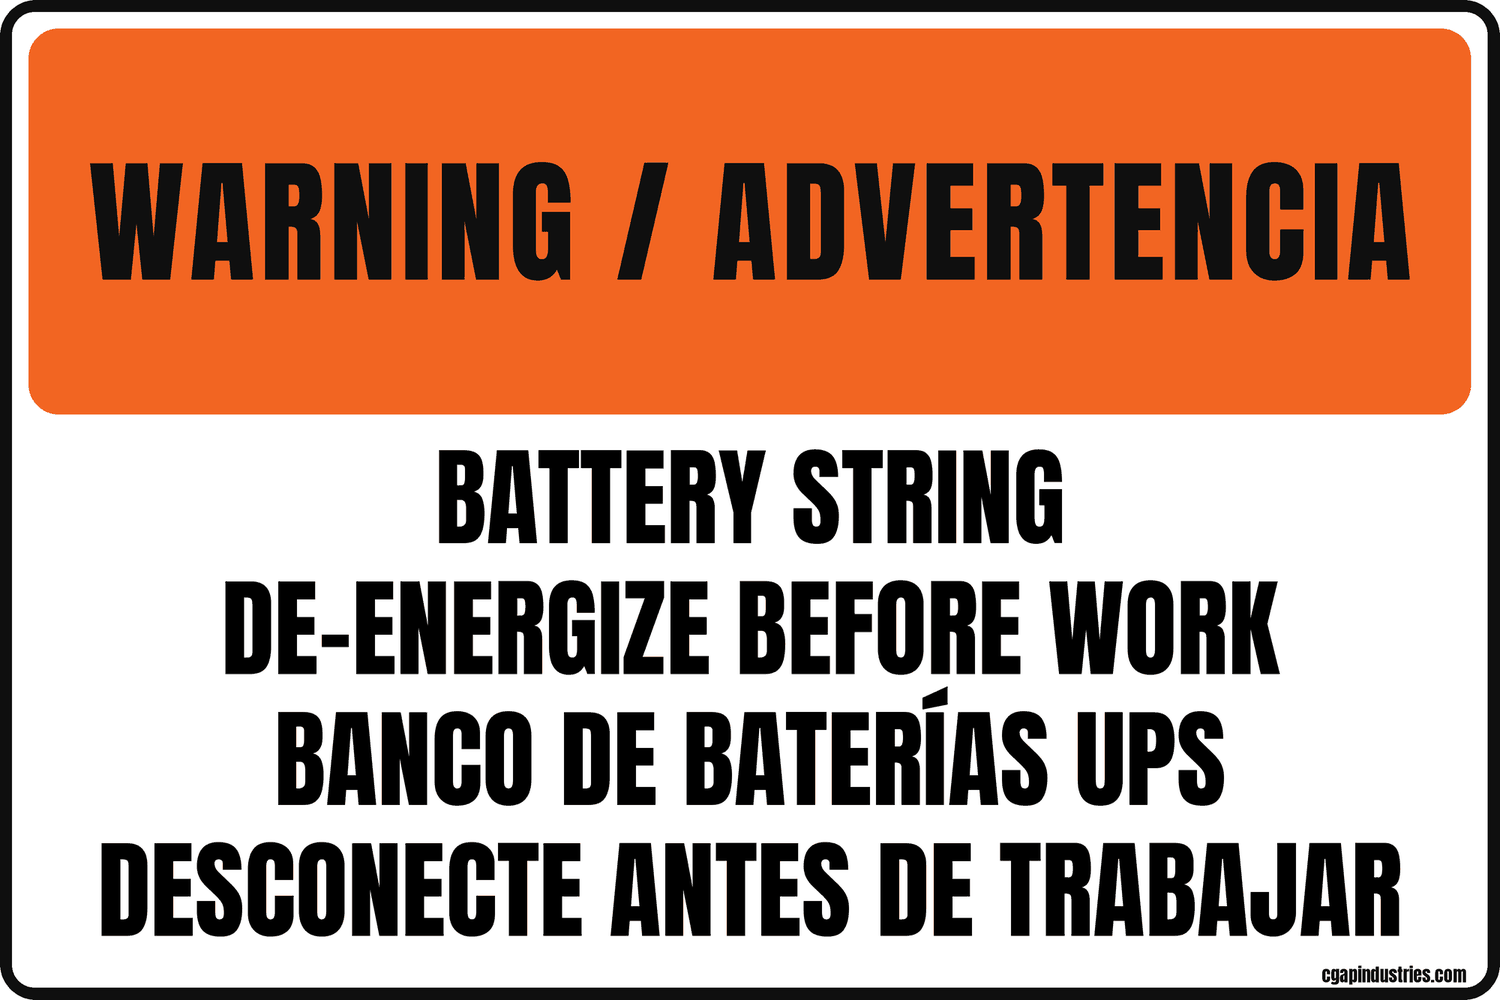 WARNING / ADVERTENCIA
BATTERY STRING
DE-ENERGIZE BEFORE WORK
BANCO DE BATERÍAS UPS
DESCONECTE ANTES DE TRABAJAR
cgapindustries.com